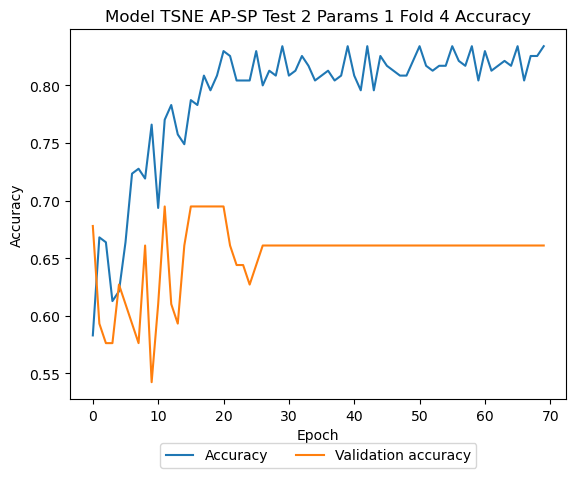 Model TSNE AP-SP Test 2 Params 1 Fold 4 Accuracy
0.80
0.75
0.70
0.65
0.60
0.55
Accuracy
0 10 20 30 40 50 60 70
Epoch
Accuracy Validation accuracy